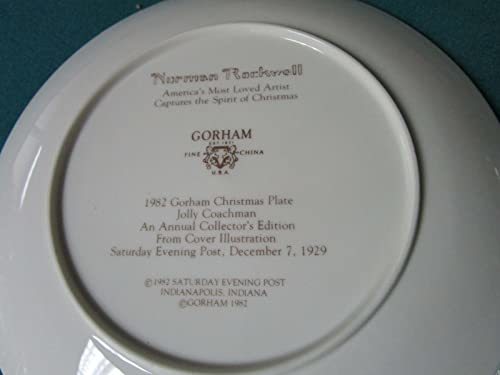 Norman Rockwell
America's Most Loved Artist
Captures the Spirit of Christmas
GORHAM
EST. 1831
FINE CHINA
U.S.A.
1982 Gorham Christmas Plate
Jolly Coachman
An Annual Collector's Edition
From Cover Illustration
Saturday Evening Post, December 7, 1929
©1982 SATURDAY EVENING POST
INDIANAPOLIS, INDIANA
©GORHAM 1982